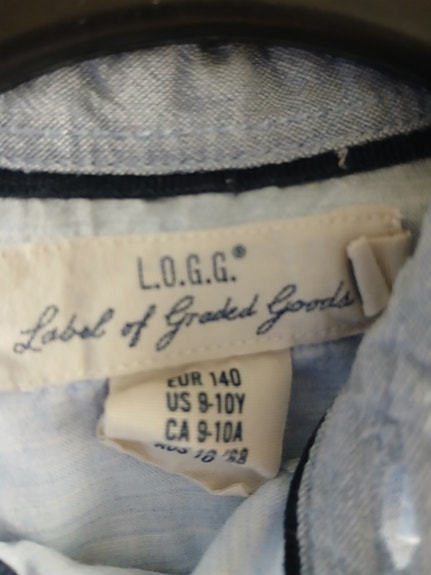 L.O.G.G.®
Label of Graded Goods
EUR 140
US 9-10Y
CA 9-10A